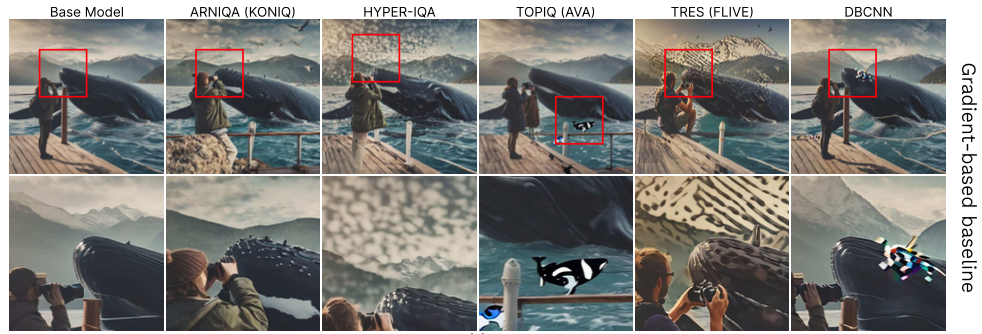 Base Model
ARNIQA (KONIQ)
HYPER-IQA
TOPIQ (AVA)
TRES (FLIVE)
DBCNN
Gradient-based baseline